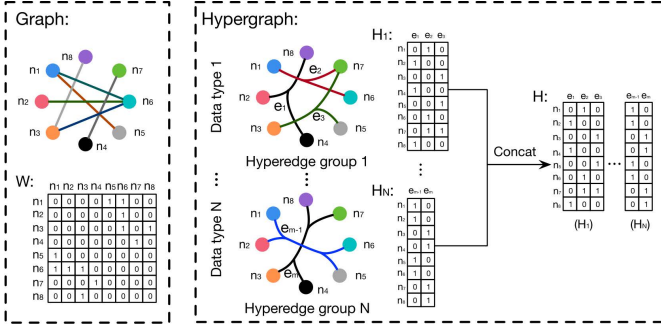 Graph:
n₈
n₁
n₇
n₂
n₆
n₃
n₅
n₄
W:
n₁ n₂ n₃ n₄ n₅ n₆ n₇ n₈
n₁ 0 0 0 0 1 1 0 0
n₂ 0 0 0 0 0 1 0 0
n₃ 0 0 0 0 0 1 0 1
n₄ 0 0 0 0 0 0 1 0
n₅ 1 0 0 0 0 0 0 0
n₆ 1 1 1 0 0 0 0 0
n₇ 0 0 0 1 0 0 0 0
n₈ 0 0 1 0 0 0 0 0
Hypergraph:
Data type 1
n₈
n₁
n₇
e₂
n₂
n₆
e₁
e₃
n₃
n₅
n₄
Hyperedge group 1
H₁:
e₁ e₂ e₃
n₁ 0 1 0
n₂ 1 0 0
n₃ 0 0 1
n₄ 1 0 0
n₅ 0 0 1
n₆ 0 1 0
n₇ 0 1 1
n₈ 1 0 0
...
...
...
Data type N
n₈
n₁
n₇
eₘ₋₁
n₂
n₆
eₘ
n₃
n₅
n₄
Hyperedge group N
H_N:
eₘ₋₁ eₘ
n₁ 1 0
n₂ 1 0
n₃ 0 1
n₄ 0 1
n₅ 1 0
n₆ 1 0
n₇ 0 1
n₈ 0 1
Concat
H:
e₁ e₂ e₃ eₘ₋₁ eₘ
n₁ 0 1 0 1 0
n₂ 1 0 0 1 0
n₃ 0 0 1 0 1
n₄ 1 0 0 ... 0 1
n₅ 0 0 1 1 0
n₆ 0 1 0 1 0
n₇ 0 1 1 0 1
n₈ 1 0 0 0 1
(H₁) (H_N)